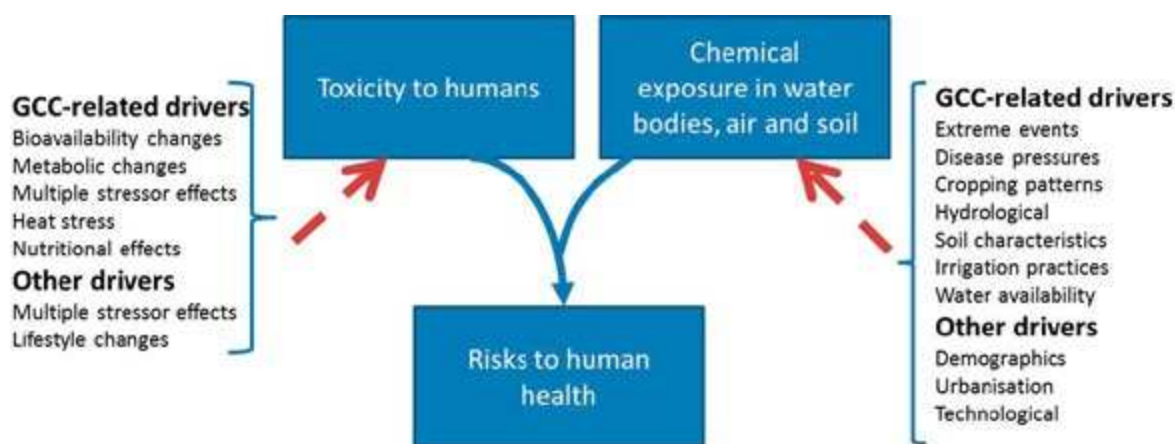 Toxicity to humans
Chemical
exposure in water
bodies, air and soil
GCC-related drivers
Bioavailability changes
Metabolic changes
Multiple stressor effects
Heat stress
Nutritional effects
Other drivers
Multiple stressor effects
Lifestyle changes
GCC-related drivers
Extreme events
Disease pressures
Cropping patterns
Hydrological
Soil characteristics
Irrigation practices
Water availability
Other drivers
Demographics
Urbanisation
Technological
Risks to human
health